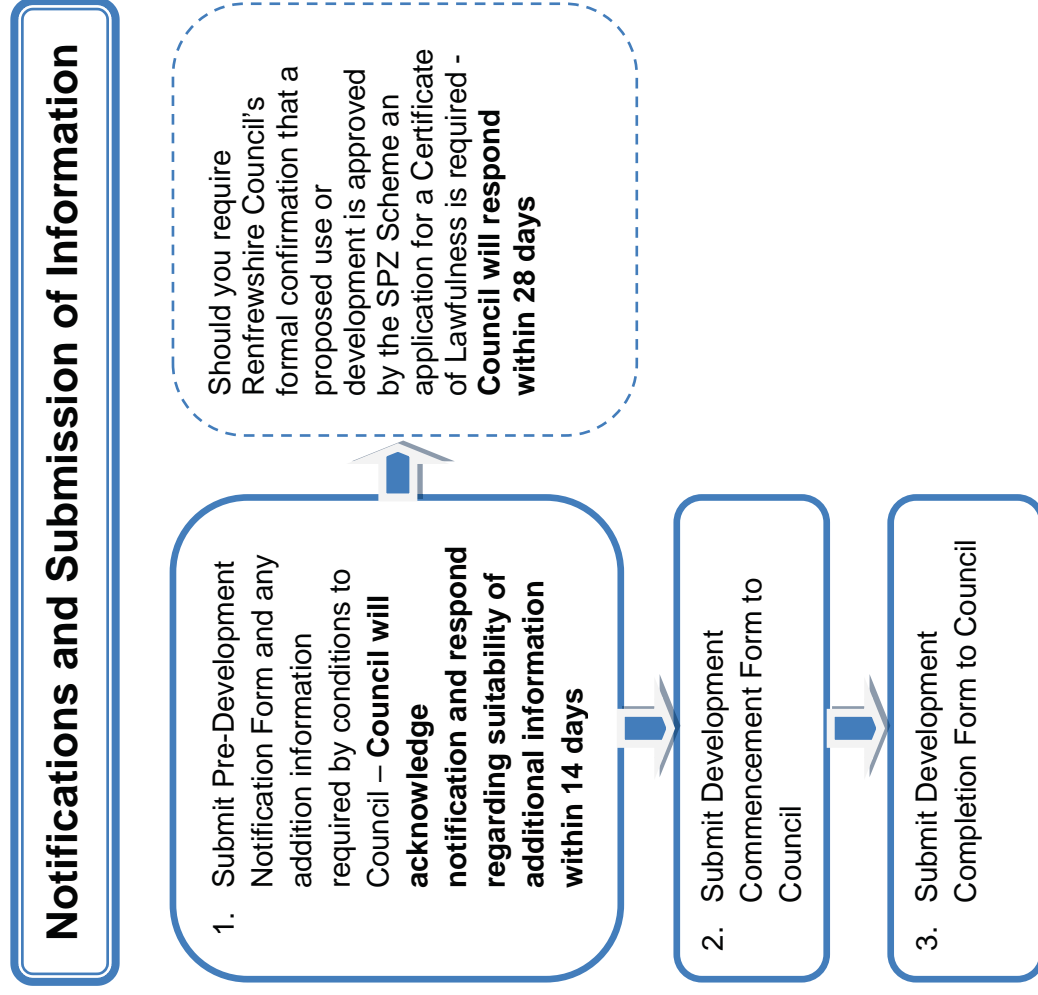 Notifications and Submission of Information
1. Submit Pre-Development
Notification Form and any
addition information
required by conditions to
Council – Council will
acknowledge
notification and respond
regarding suitability of
additional information
within 14 days
Should you require
Renfrewshire Council's
formal confirmation that a
proposed use or
development is approved
by the SPZ Scheme an
application for a Certificate
of Lawfulness is required -
Council will respond
within 28 days
2. Submit Development
Commencement Form to
Council
3. Submit Development
Completion Form to Council